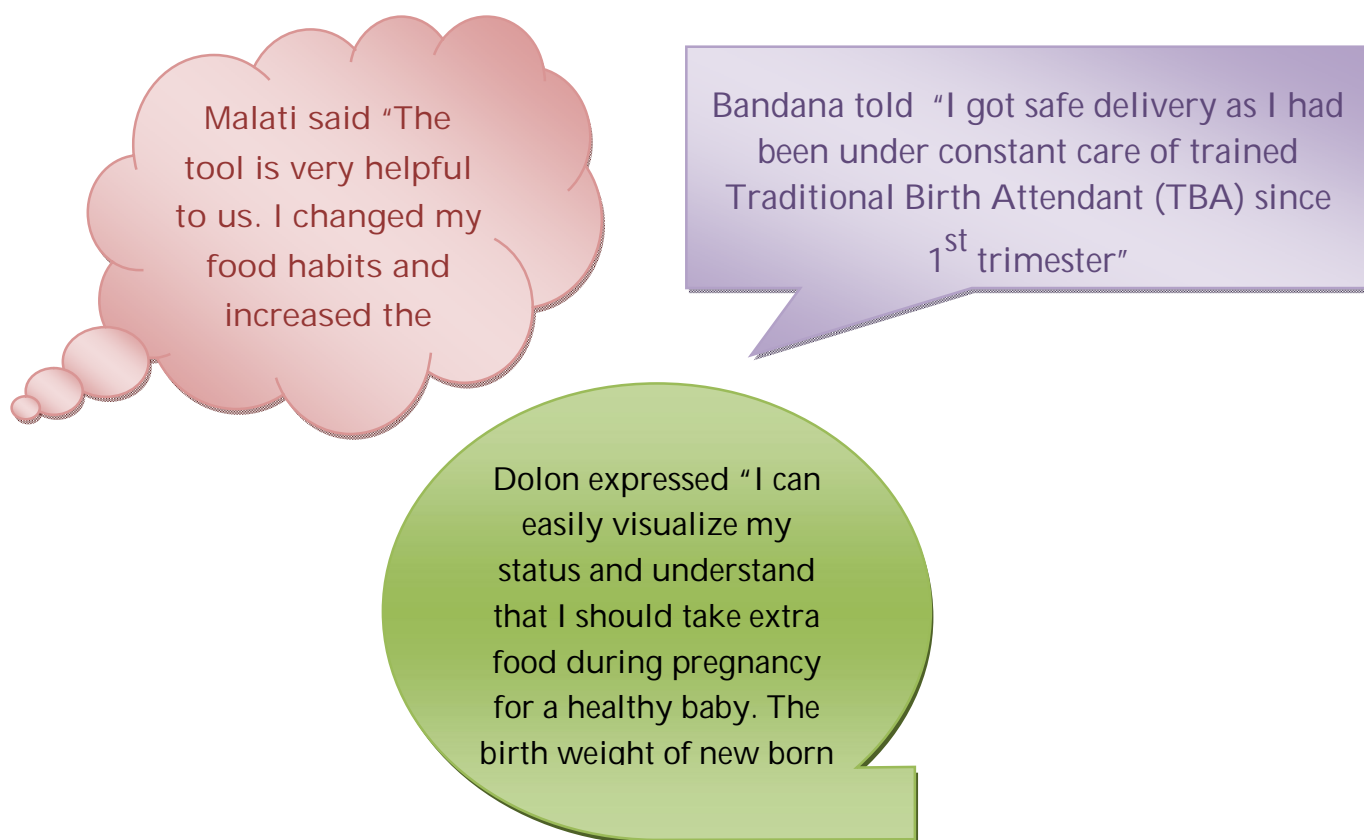 Malati said “The
tool is very helpful
to us. I changed my
food habits and
increased the
Bandana told “I got safe delivery as I had
been under constant care of trained
Traditional Birth Attendant (TBA) since
1st trimester”
Dolon expressed “I can
easily visualize my
status and understand
that I should take extra
food during pregnancy
for a healthy baby. The
birth weight of new born